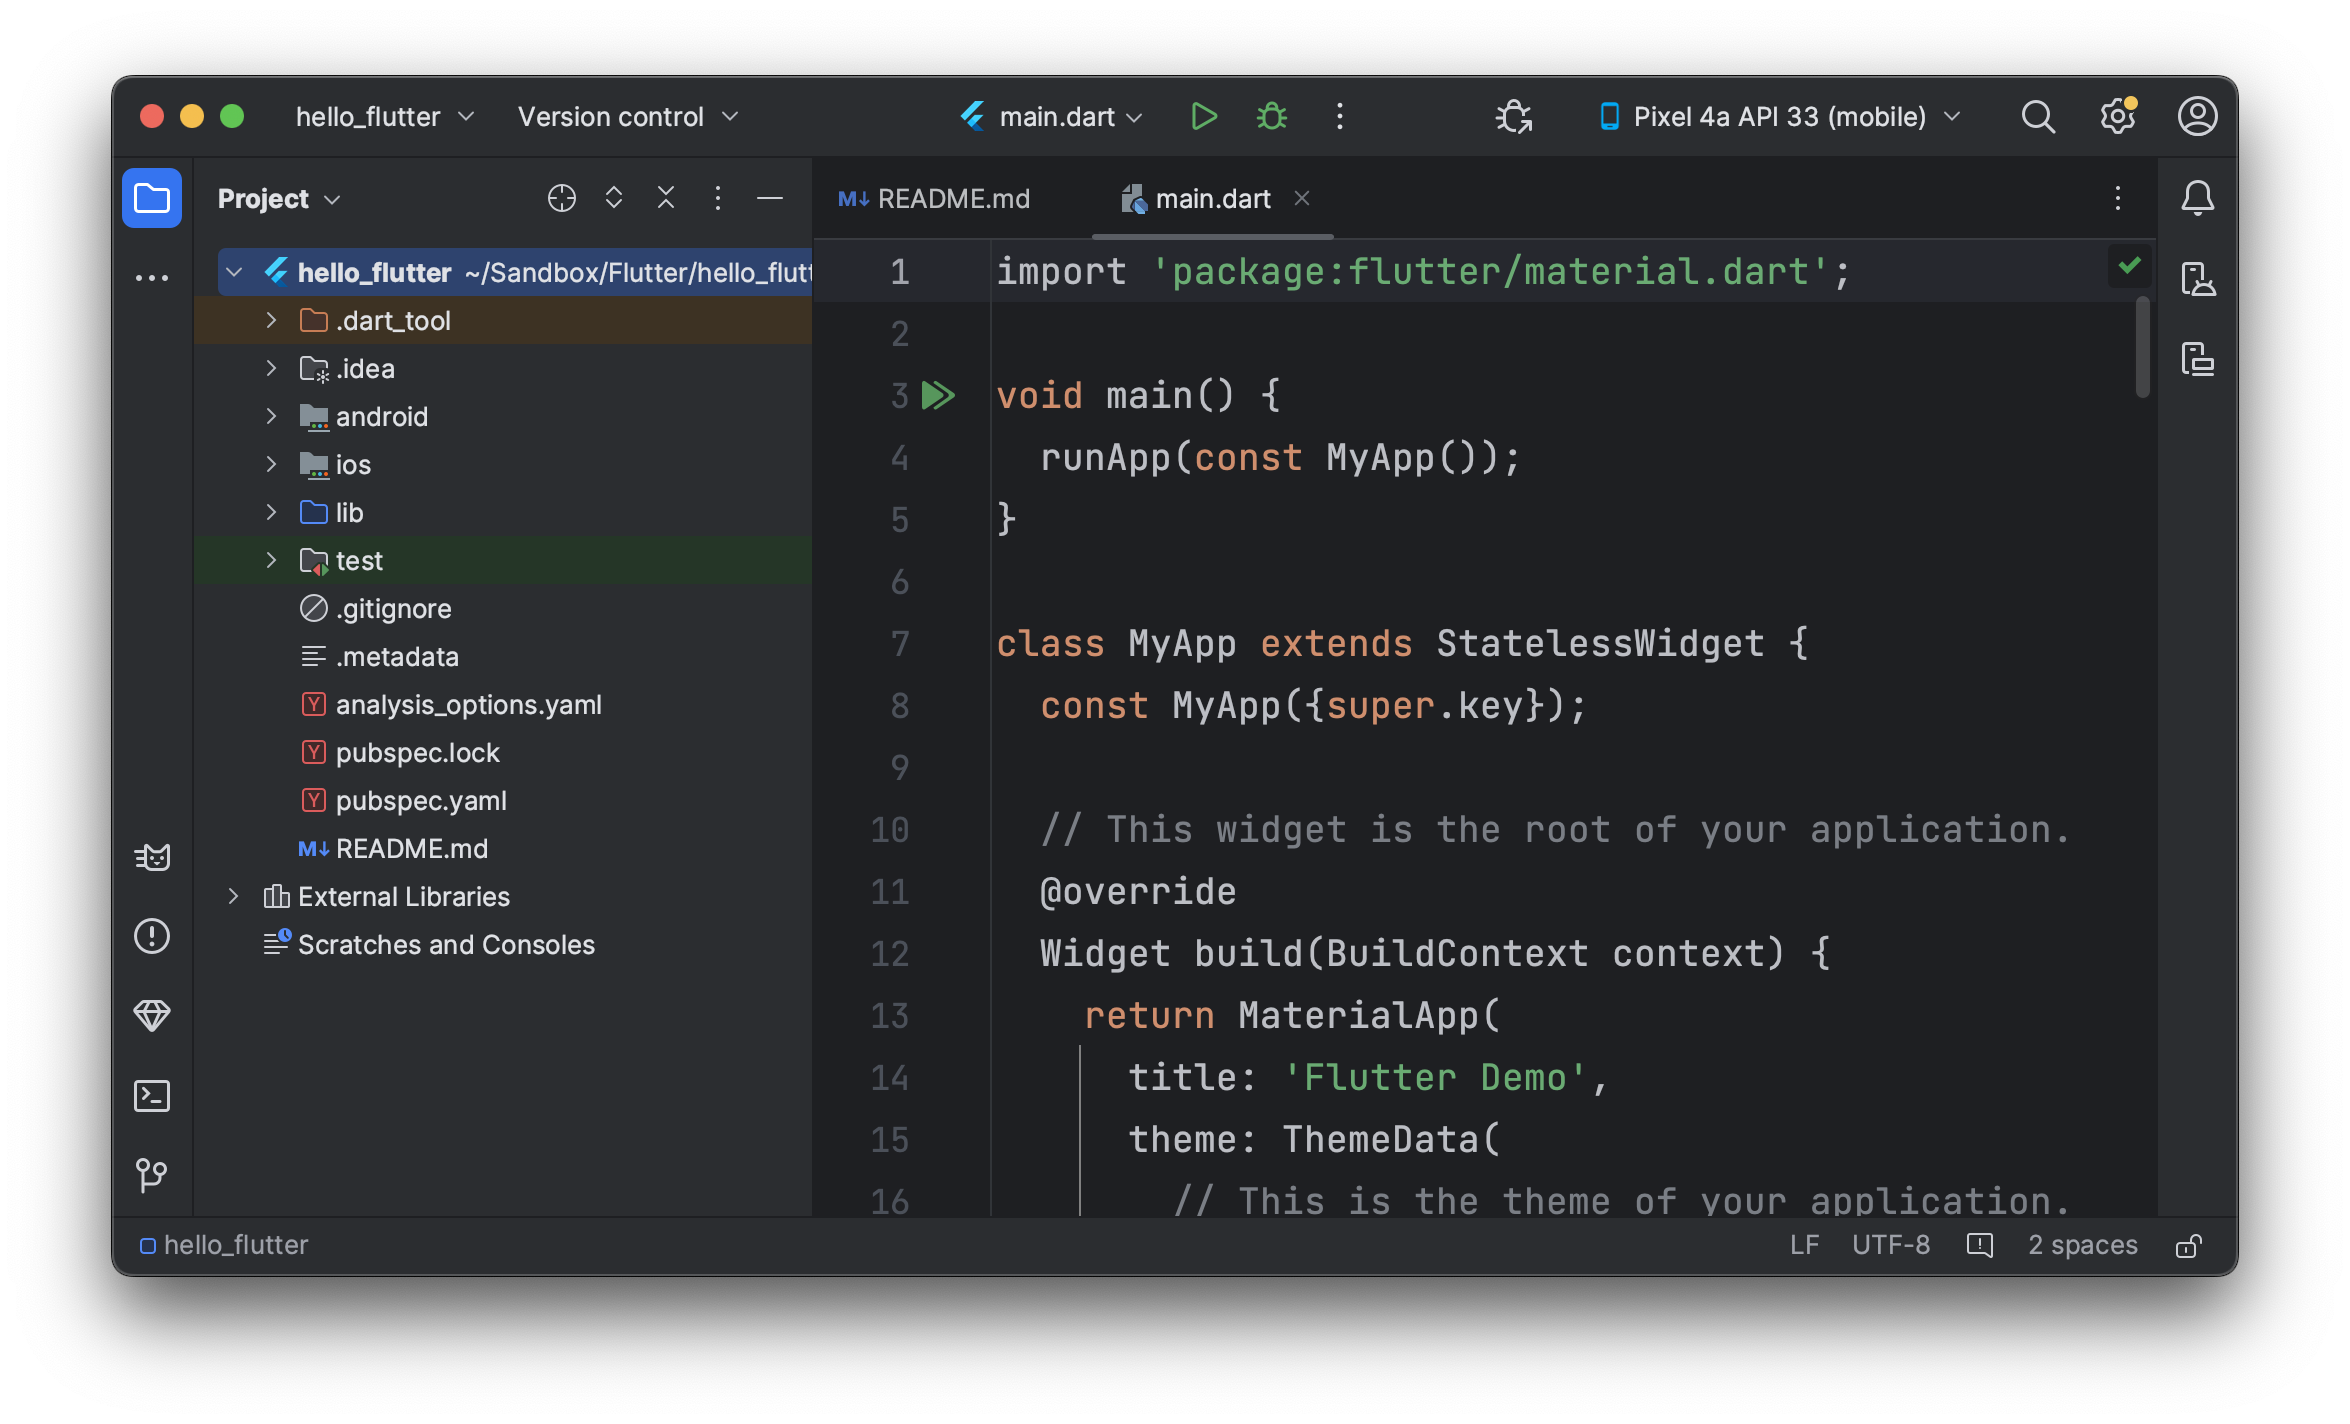 hello_flutter
Version control
main.dart
Pixel 4a API 33 (mobile)
Project
hello_flutter ~/Sandbox/Flutter/hello_flutt
.dart_tool
.idea
android
ios
lib
test
.gitignore
.metadata
analysis_options.yaml
pubspec.lock
pubspec.yaml
README.md
External Libraries
Scratches and Consoles
README.md
main.dart
1 import 'package:flutter/material.dart';
2
3 void main() {
4 runApp(const MyApp());
5 }
6
7 class MyApp extends StatelessWidget {
8 const MyApp({super.key});
9
10 // This widget is the root of your application.
11 @override
12 Widget build(BuildContext context) {
13 return MaterialApp(
14 title: 'Flutter Demo',
15 theme: ThemeData(
16 // This is the theme of your application.
hello_flutter
LF
UTF-8
2 spaces